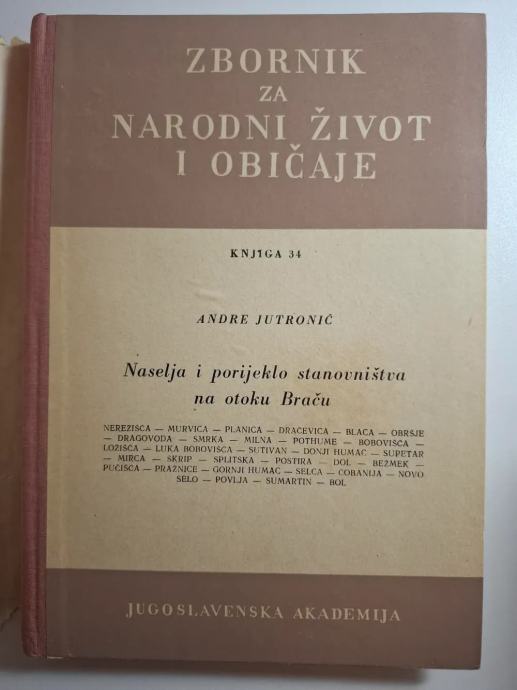 ZBORNIK
ZA
NARODNI ŽIVOT
I OBIČAJE
KNJIGA 34
ANDRE JUTRONIĆ
Naselja i porijeklo stanovništva
na otoku Braču
NEREZIŠĆA — MURVICA — PLANICA — DRAČEVICA — BLACA — OBRŠJE
— DRAGOVODA — SMRKA — MILNA — POTHUME — BOBOVIŠĆA —
LOŽIŠĆA — LUKA BOBOVIŠĆA — SUTIVAN — DONJI HUMAC — SUPETAR
— MIRCA — SKRIP — SPLITSKA — POSTIRA — DOL — BEZMEK —
PUČIŠĆA — PRAŽNICE — GORNJI HUMAC — SELCA — COBANIJA — NOVO
SELO — POVLJA — SUMARTIN — BOL
JUGOSLAVENSKA AKADEMIJA